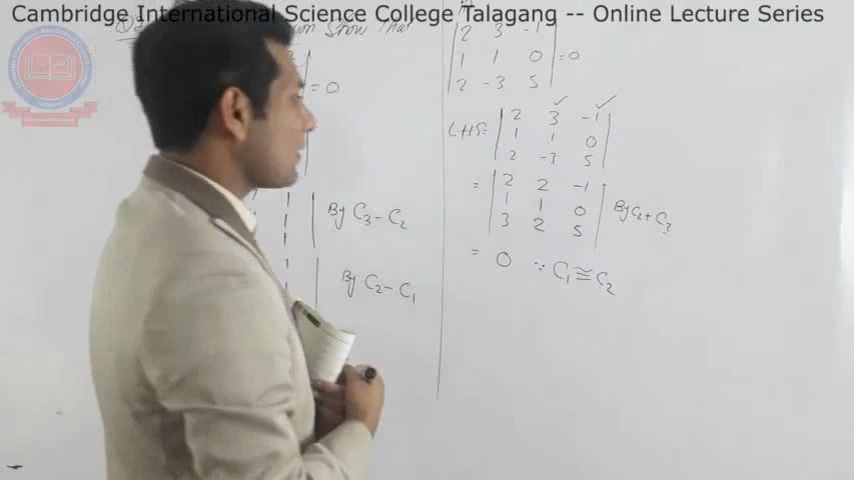 Cambridge International Science College Talagang -- Online Lecture Series
on Show That
= 0
By C3 - C2
By C2 - C1
2 3 -1
1 1 0 = 0
2 -3 5
LHS = 2 3 -1
1 1 0
2 -3 5
= 2 2 -1
1 1 0 By C2 + C3
3 2 5
= 0 ∵ C1 ≅ C2